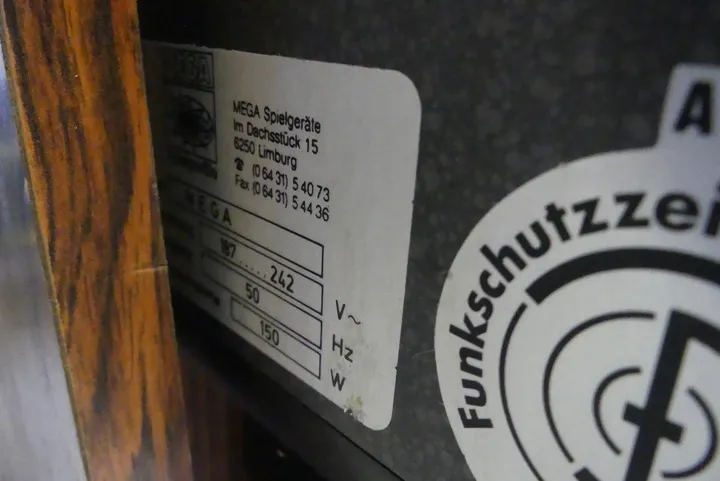 MEGA Spielgeräte
Im Dachsstück 15
6250 Limburg
☎ (0 64 31) 5 40 73
Fax (0 64 31) 5 44 36
MEGA
187.....242 V~
50 Hz
150 W
A
Funkschutzzei